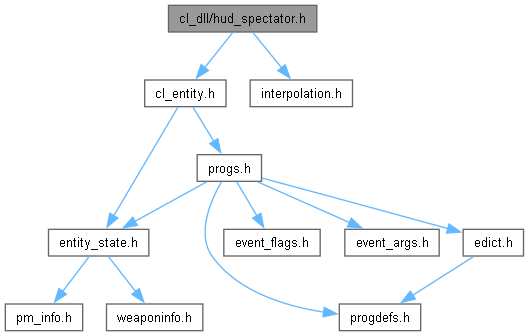 cl_dll/hud_spectator.h
cl_entity.h
interpolation.h
progs.h
entity_state.h
event_flags.h
event_args.h
edict.h
pm_info.h
weaponinfo.h
progdefs.h